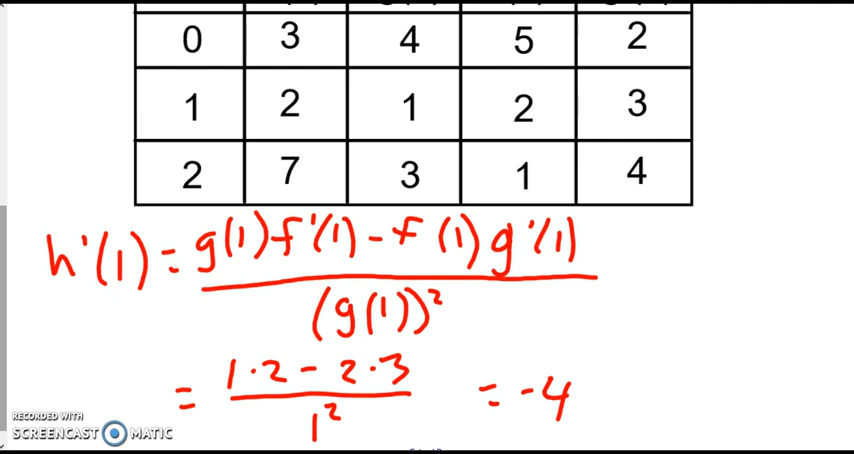 0 3 4 5 2
1 2 1 2 3
2 7 3 1 4
h'(1) = g(1) f'(1) - f(1) g'(1)
(g(1))²
= 1·2 - 2·3 = -4
1²
RECORDED WITH
SCREENCAST MATIC